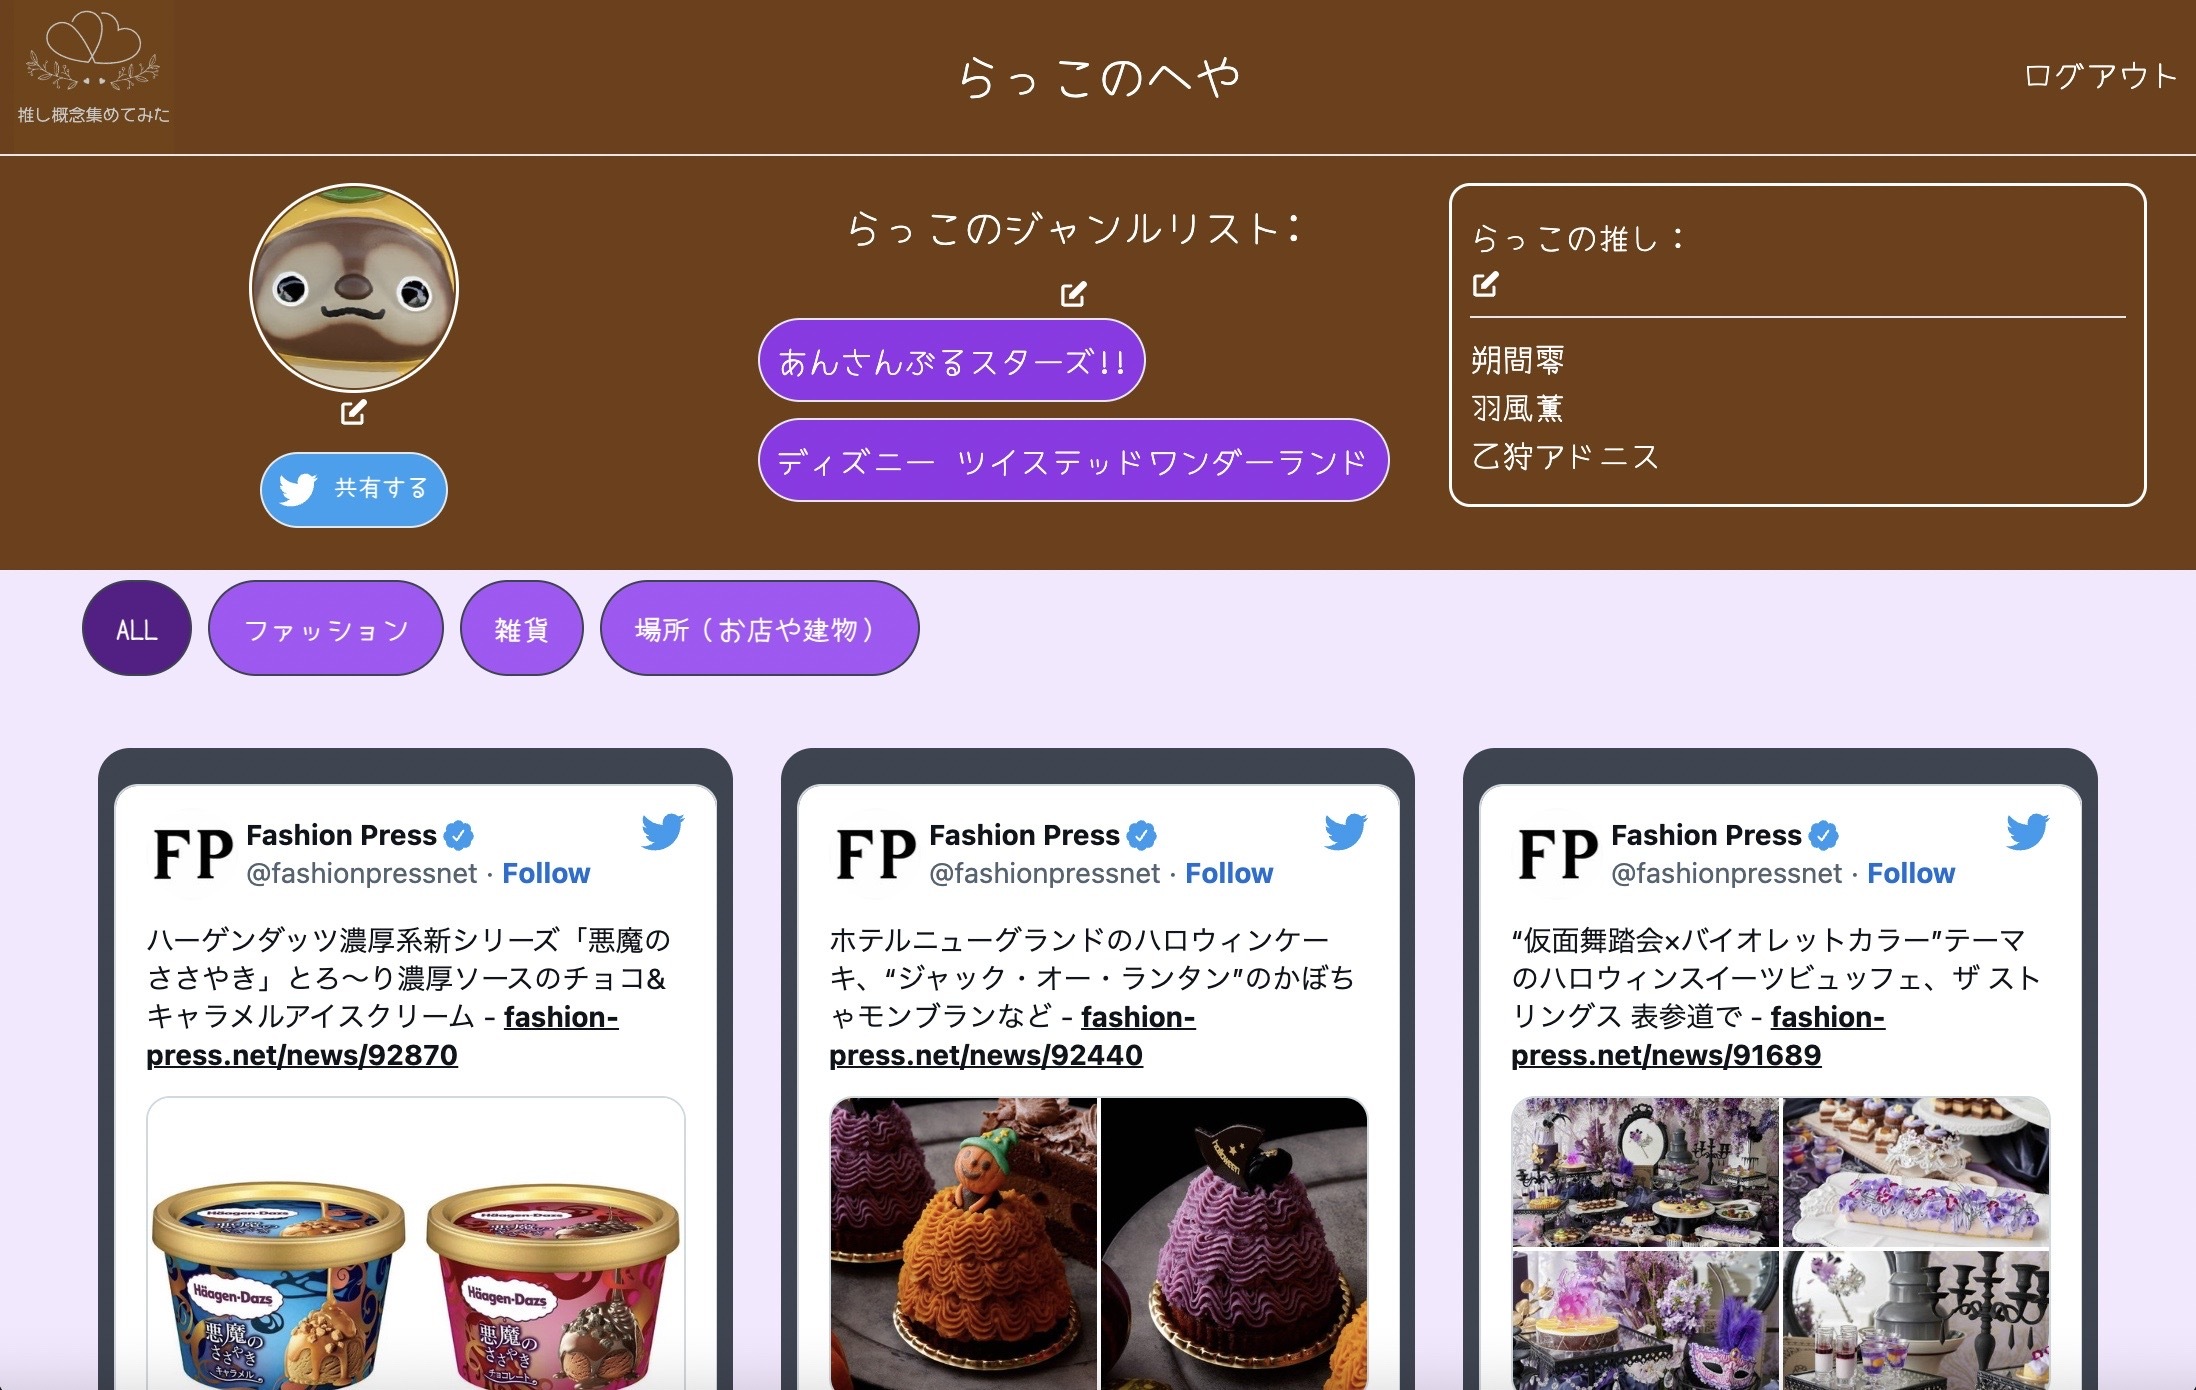 推し概念集めてみた
らっこのへや
ログアウト
共有する
らっこのジャンルリスト：
あんさんぶるスターズ!!
ディズニー ツイステッドワンダーランド
らっこの推し：
朔間零
羽風薫
乙狩アドニス
ALL
ファッション
雑貨
場所（お店や建物）
FP
Fashion Press
@fashionpressnet · Follow
ハーゲンダッツ濃厚系新シリーズ「悪魔の
ささやき」とろ〜り濃厚ソースのチョコ&
キャラメルアイスクリーム - fashion-
press.net/news/92870
Häagen-Dazs
Häagen-Dazs
悪魔の
ささやき
キャラメル
Häagen-Dazs
Häagen-Dazs
悪魔の
ささやき
チョコレート
FP
Fashion Press
@fashionpressnet · Follow
ホテルニューグランドのハロウィンケー
キ、“ジャック・オー・ランタン”のかぼち
ゃモンブランなど - fashion-
press.net/news/92440
halloween
FP
Fashion Press
@fashionpressnet · Follow
“仮面舞踏会×バイオレットカラー”テーマ
のハロウィンスイーツビュッフェ、ザ スト
リングス 表参道で - fashion-
press.net/news/91689